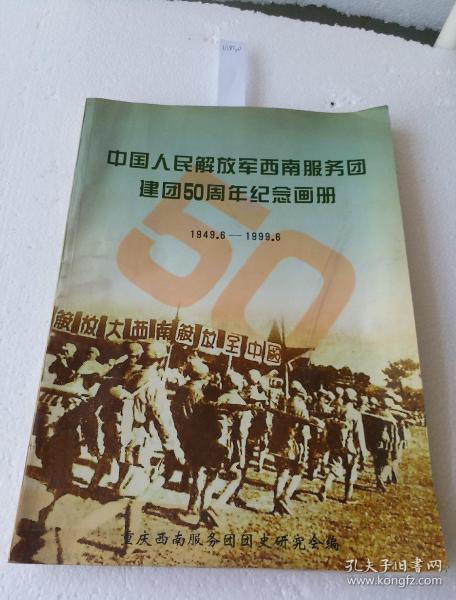 中国人民解放军西南服务团
建团50周年纪念画册
1949.6—1999.6
50
解放大西南解放全中國
重庆西南服务团团史研究会编
孔夫子旧书网
www.kongfz.com